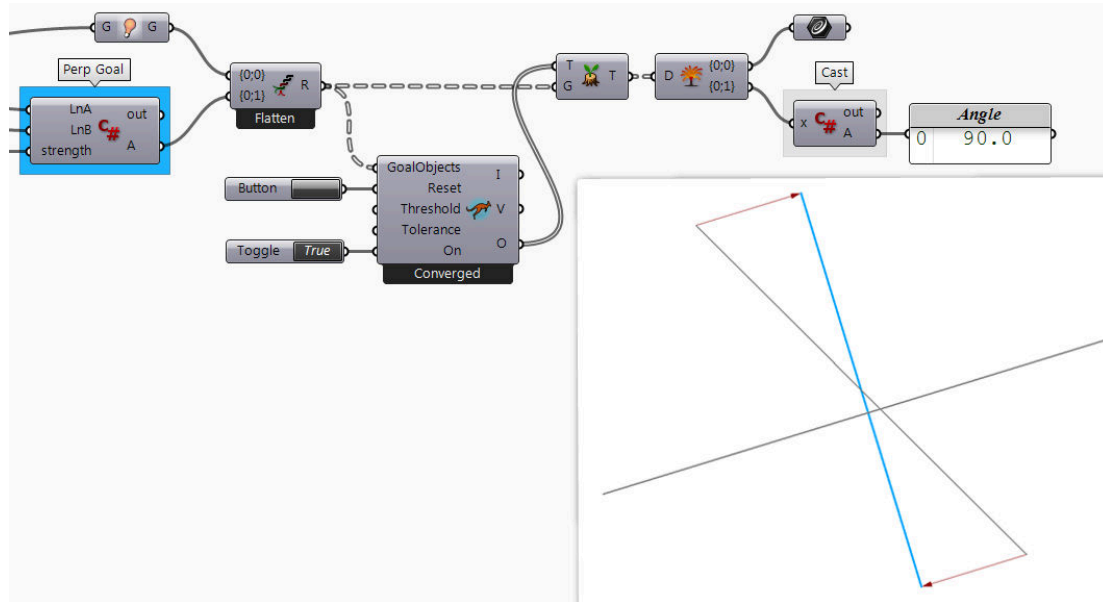 G G
Perp Goal
LnA
LnB
strength
out
A
C#
{0;0}
{0;1}
R
Flatten
Button
Toggle True
GoalObjects
Reset
Threshold
Tolerance
On
I
V
O
Converged
T
G
T
D
{0;0}
{0;1}
Cast
x
C#
out
A
Angle
0 90.0